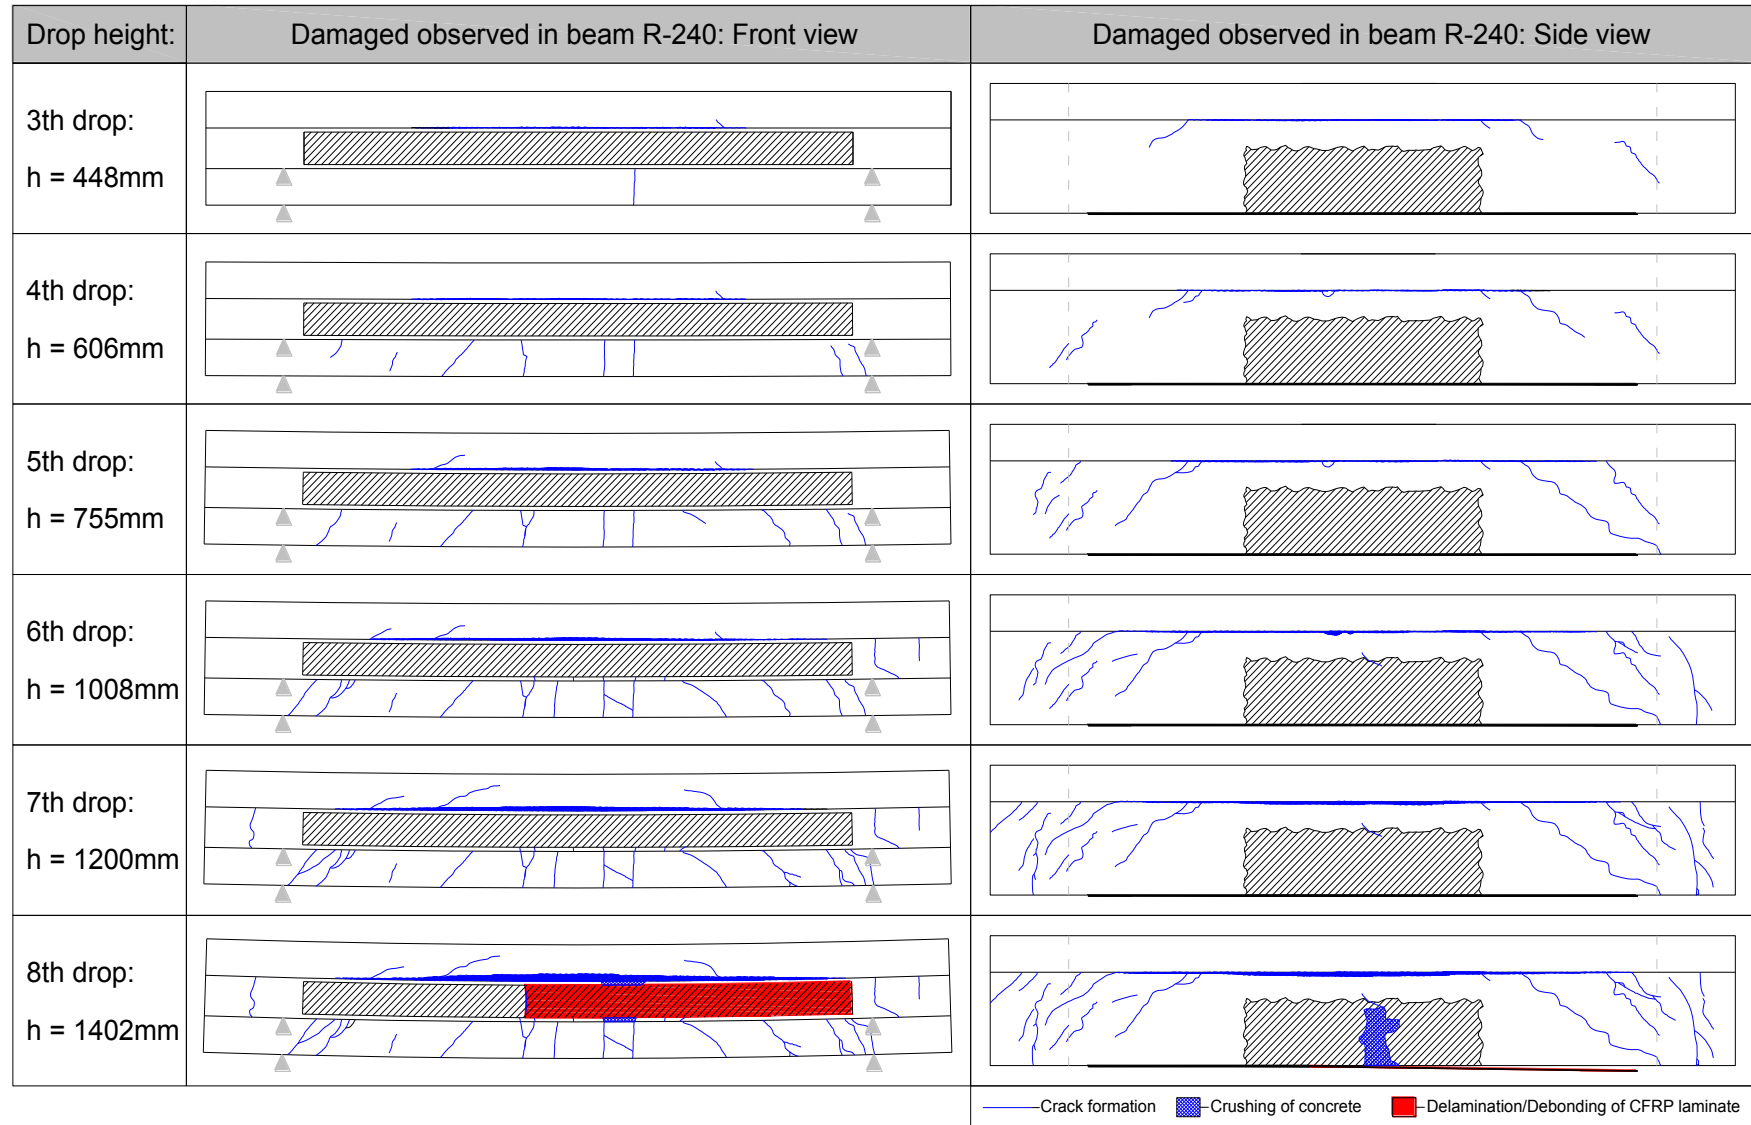 Drop height:
Damaged observed in beam R-240: Front view
Damaged observed in beam R-240: Side view
3th drop:
h = 448mm
4th drop:
h = 606mm
5th drop:
h = 755mm
6th drop:
h = 1008mm
7th drop:
h = 1200mm
8th drop:
h = 1402mm
Crack formation
Crushing of concrete
Delamination/Debonding of CFRP laminate